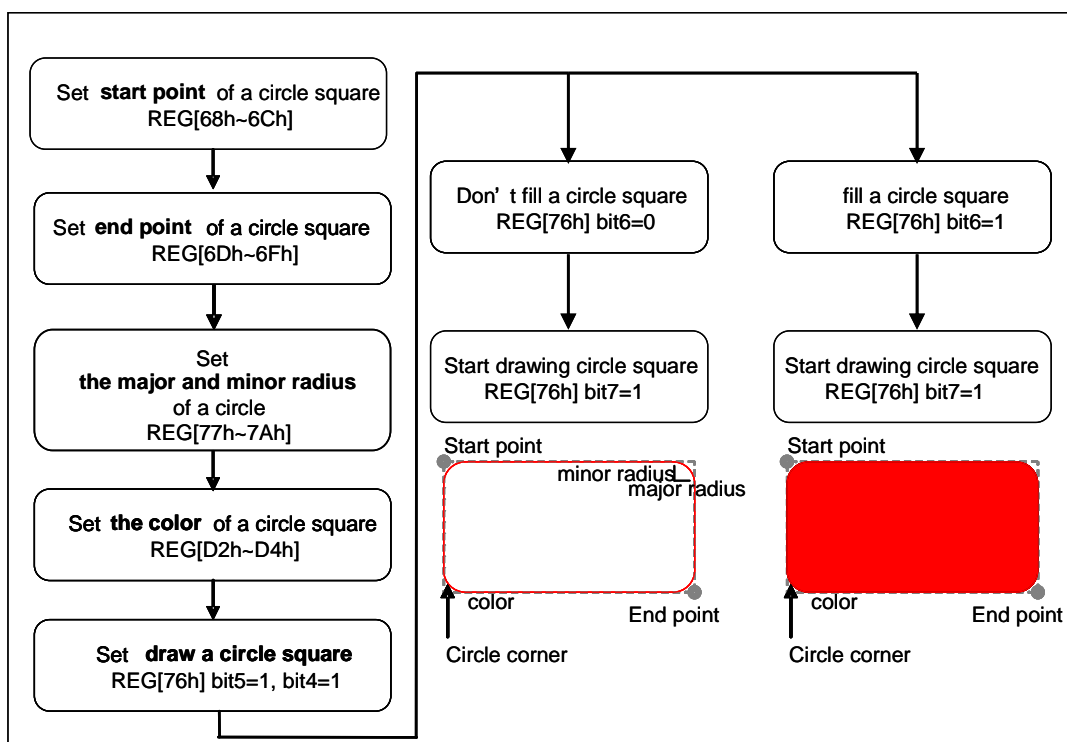 Set start point of a circle square
REG[68h~6Ch]
Set end point of a circle square
REG[6Dh~6Fh]
Set
the major and minor radius
of a circle
REG[77h~7Ah]
Set the color of a circle square
REG[D2h~D4h]
Set draw a circle square
REG[76h] bit5=1, bit4=1
Don't fill a circle square
REG[76h] bit6=0
Start drawing circle square
REG[76h] bit7=1
Start point
minor radius
major radius
color
End point
Circle corner
fill a circle square
REG[76h] bit6=1
Start drawing circle square
REG[76h] bit7=1
Start point
color
End point
Circle corner